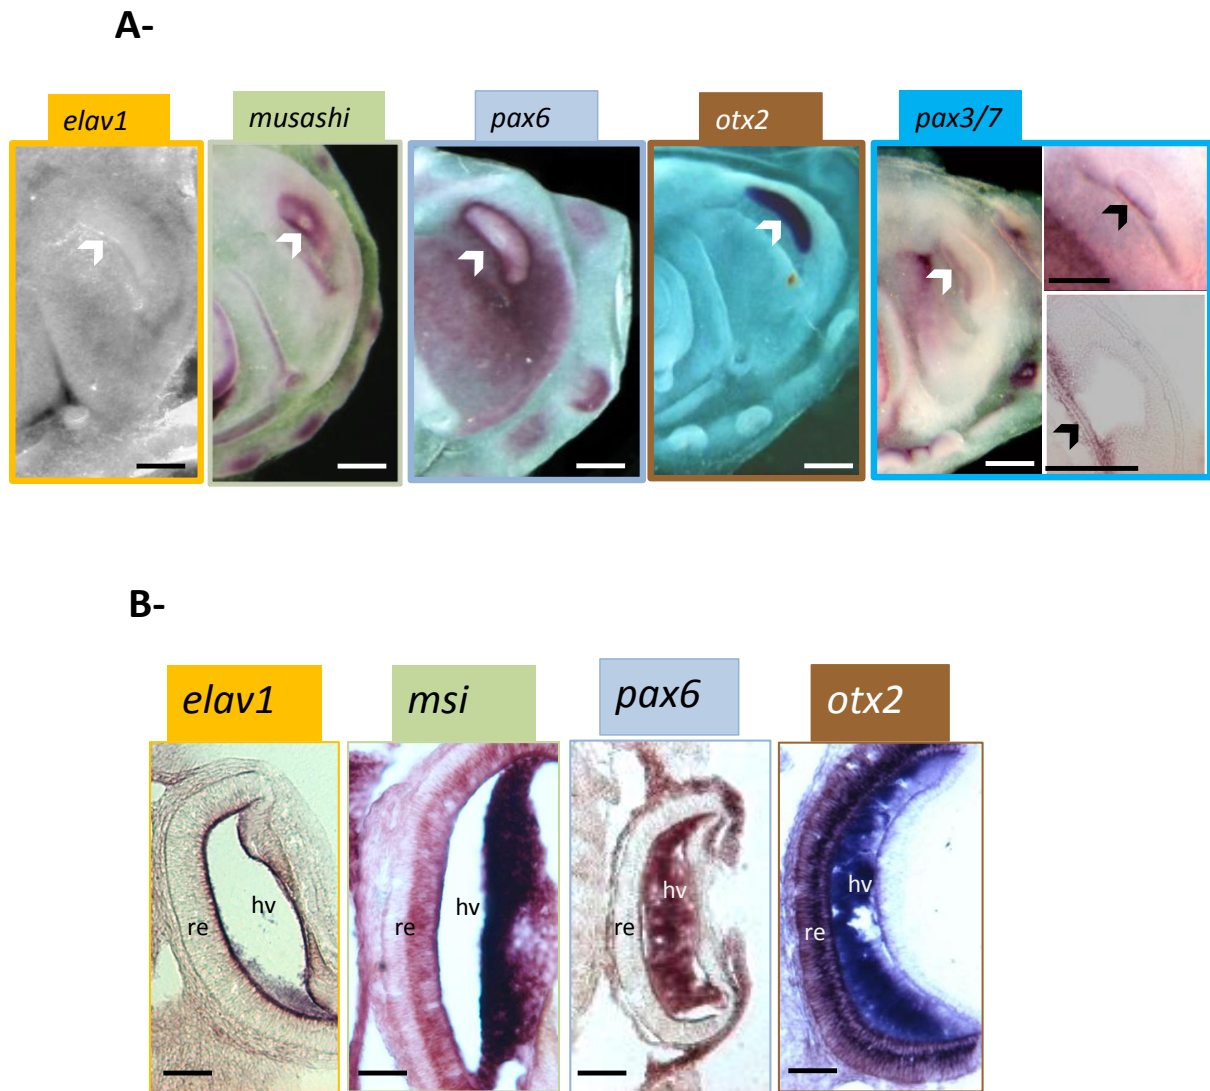 A-
elav1
musashi
pax6
otx2
pax3/7
B-
elav1
msi
pax6
otx2
re
hv
re
hv
re
hv
re
hv